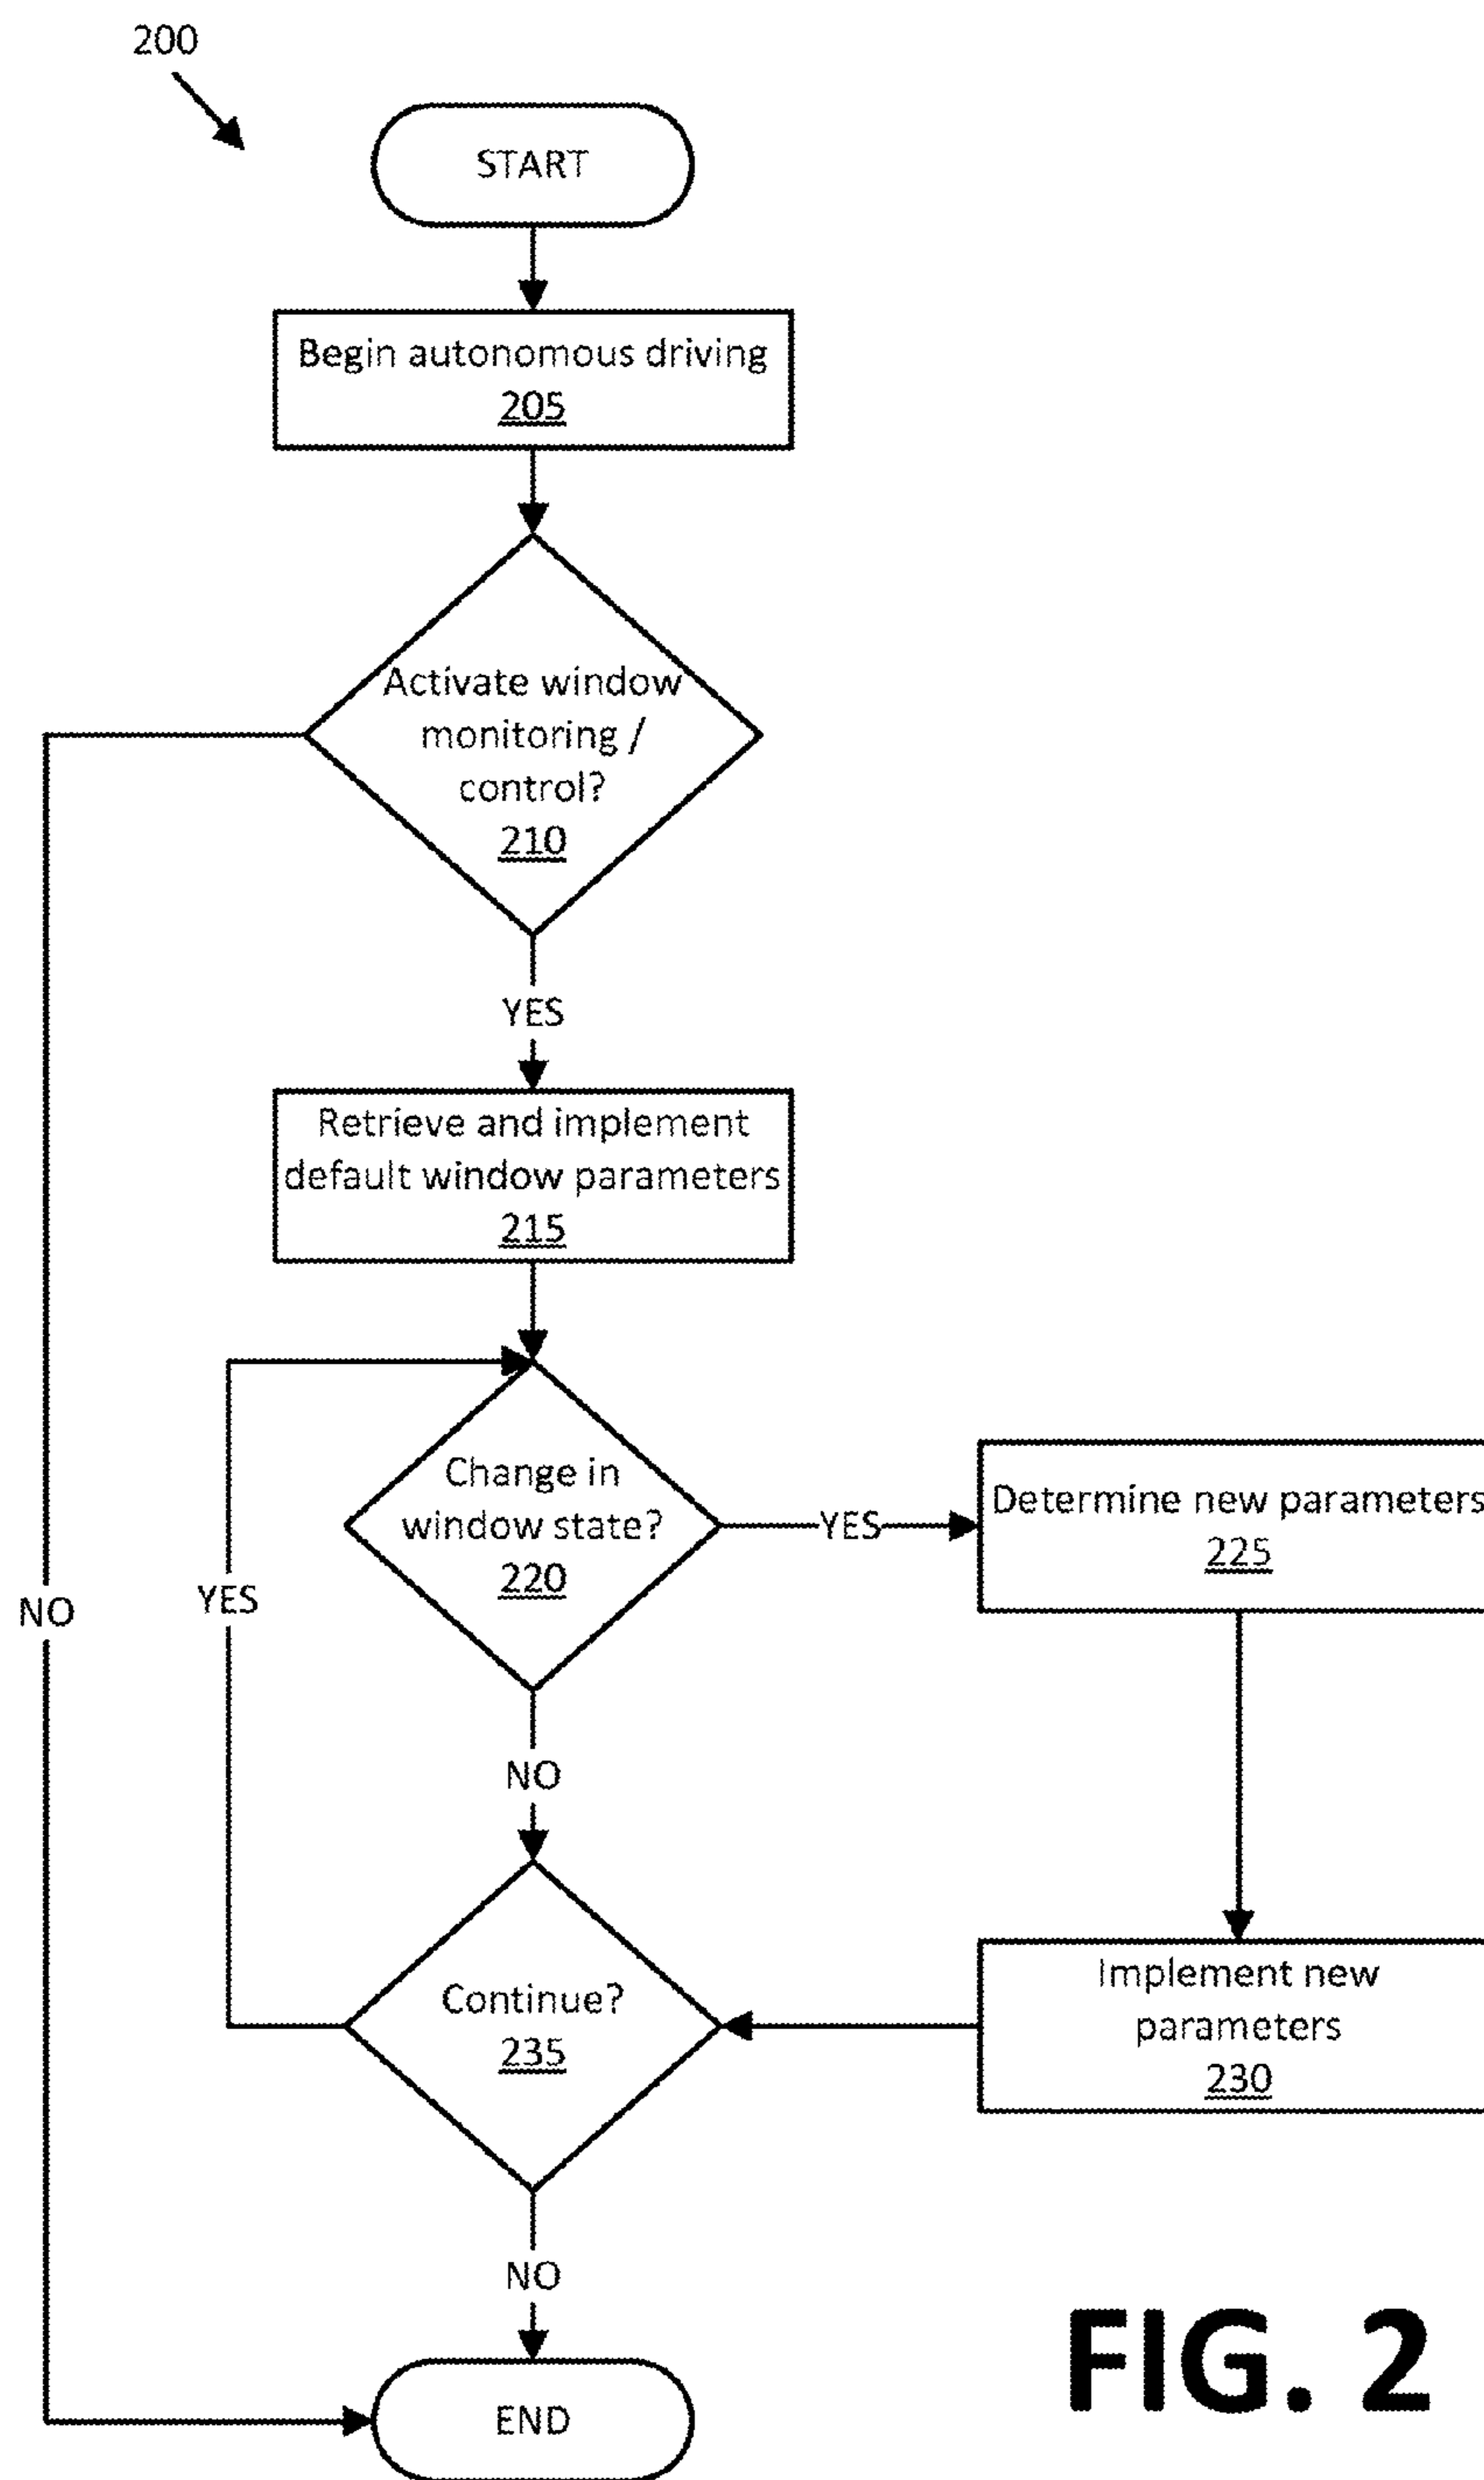 200
START
Begin autonomous driving
205
Activate window
monitoring /
control?
210
YES
Retrieve and implement
default window parameters
215
Change in
window state?
220
YES
Determine new parameters
225
NO
YES
NO
Continue?
235
Implement new
parameters
230
NO
END
FIG. 2